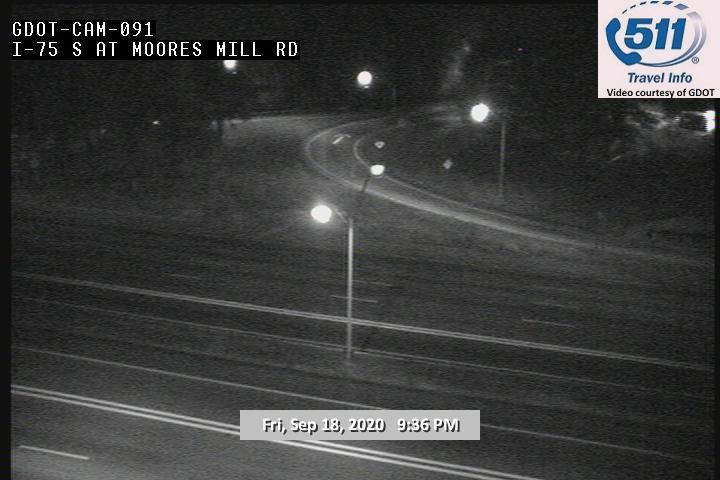 GDOT-CAM-091
I-75 S AT MOORES MILL RD
511
®
Travel Info
Video courtesy of GDOT
Fri, Sep 18, 2020 9:36 PM